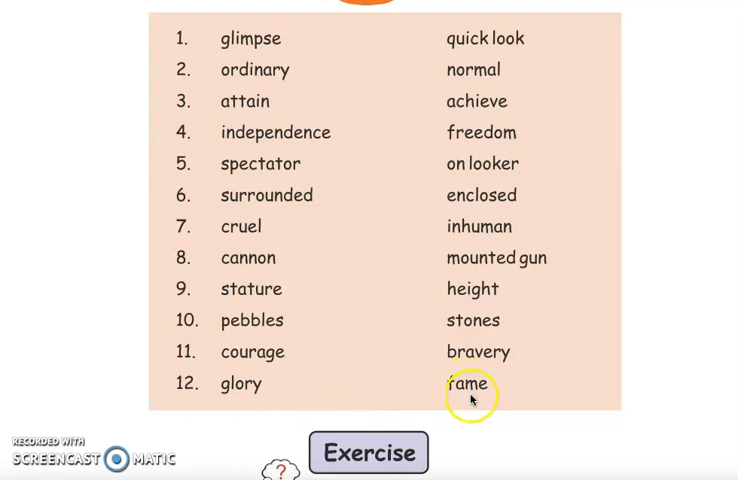 1. glimpse quick look
2. ordinary normal
3. attain achieve
4. independence freedom
5. spectator on looker
6. surrounded enclosed
7. cruel inhuman
8. cannon mounted gun
9. stature height
10. pebbles stones
11. courage bravery
12. glory fame
Exercise
?
RECORDED WITH
SCREENCAST MATIC